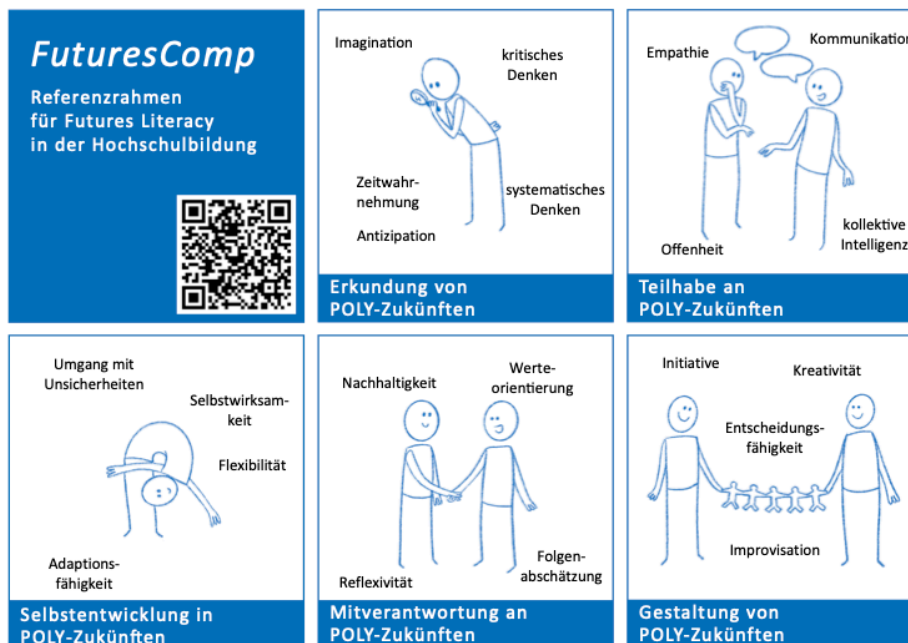 FuturesComp
Referenzrahmen
für Futures Literacy
in der Hochschulbildung
Imagination
kritisches
Denken
Zeitwahr-
nehmung
systematisches
Denken
Antizipation
Erkundung von
POLY-Zukünften
Kommunikation
Empathie
Offenheit
kollektive
Intelligenz
Teilhabe an
POLY-Zukünften
Umgang mit
Unsicherheiten
Selbstwirksam-
keit
Flexibilität
Adaptions-
fähigkeit
Selbstentwicklung in
POLY-Zukünften
Werte-
orientierung
Nachhaltigkeit
Folgen-
abschätzung
Reflexivität
Mitverantwortung an
POLY-Zukünften
Initiative
Kreativität
Entscheidungs-
fähigkeit
Improvisation
Gestaltung von
POLY-Zukünften